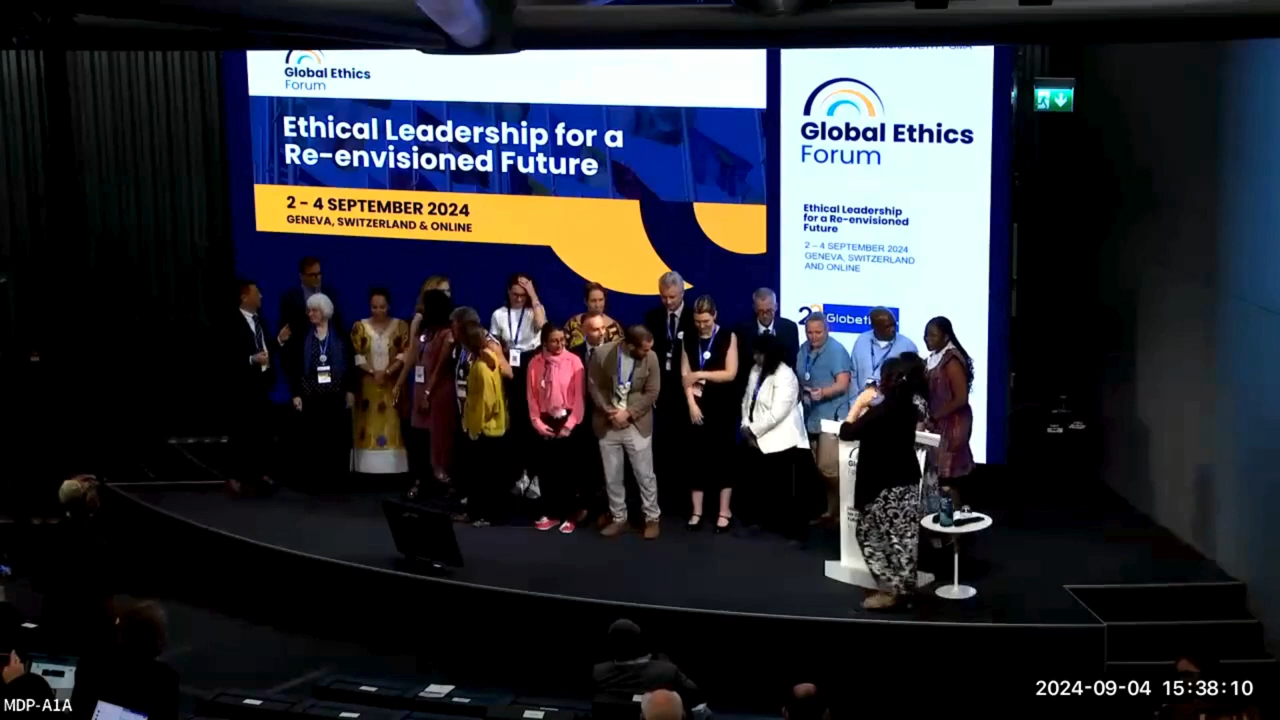 Global Ethics
Forum
Ethical Leadership for a
Re-envisioned Future
2 – 4 SEPTEMBER 2024
GENEVA, SWITZERLAND & ONLINE
Global Ethics
Forum
Ethical Leadership
for a Re-envisioned
Future
2 – 4 SEPTEMBER 2024
GENEVA, SWITZERLAND
AND ONLINE
2024-09-04 15:38:10
MDP-A1A